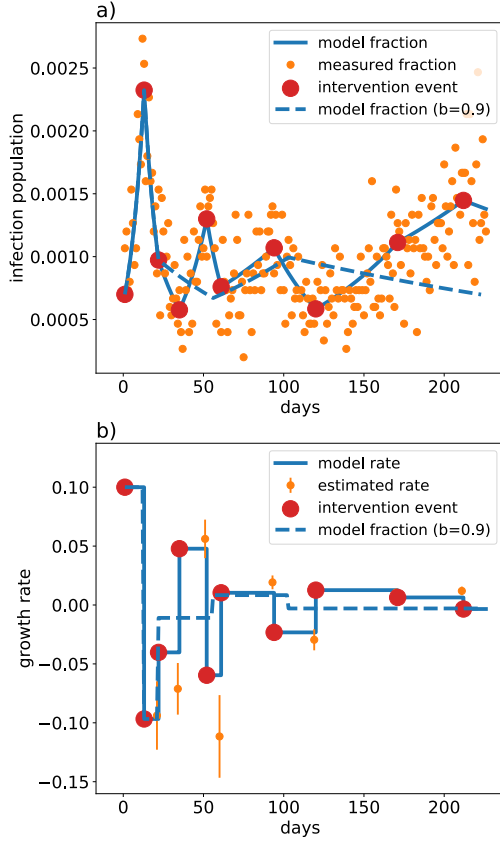 a)
model fraction
measured fraction
intervention event
model fraction (b=0.9)
0.0025
0.0020
0.0015
0.0010
0.0005
infection population
0
50
100
150
200
days
b)
model rate
estimated rate
intervention event
model fraction (b=0.9)
0.10
0.05
0.00
−0.05
−0.10
−0.15
growth rate
0
50
100
150
200
days